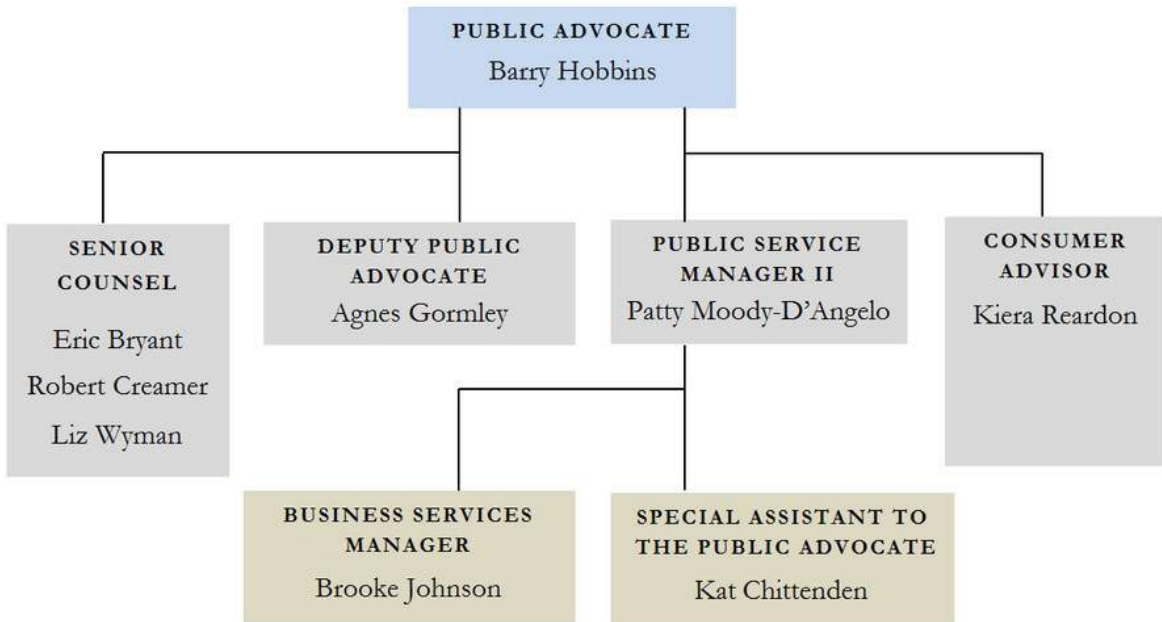 PUBLIC ADVOCATE
Barry Hobbins
SENIOR
COUNSEL
Eric Bryant
Robert Creamer
Liz Wyman
DEPUTY PUBLIC
ADVOCATE
Agnes Gormley
PUBLIC SERVICE
MANAGER II
Patty Moody-D’Angelo
CONSUMER
ADVISOR
Kiera Reardon
BUSINESS SERVICES
MANAGER
Brooke Johnson
SPECIAL ASSISTANT TO
THE PUBLIC ADVOCATE
Kat Chittenden